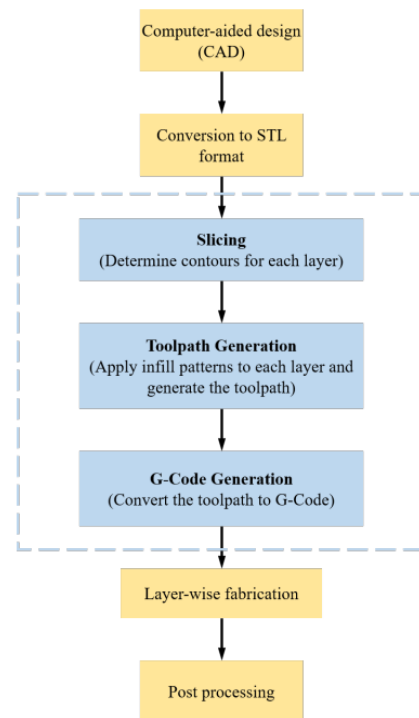 Computer-aided design
(CAD)
Conversion to STL
format
Slicing
(Determine contours for each layer)
Toolpath Generation
(Apply infill patterns to each layer and
generate the toolpath)
G-Code Generation
(Convert the toolpath to G-Code)
Layer-wise fabrication
Post processing